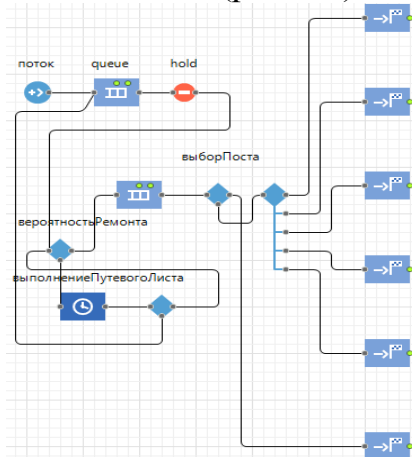 поток queue hold
выборПоста
вероятностьРемонта
выполнениеПутевогоЛиста